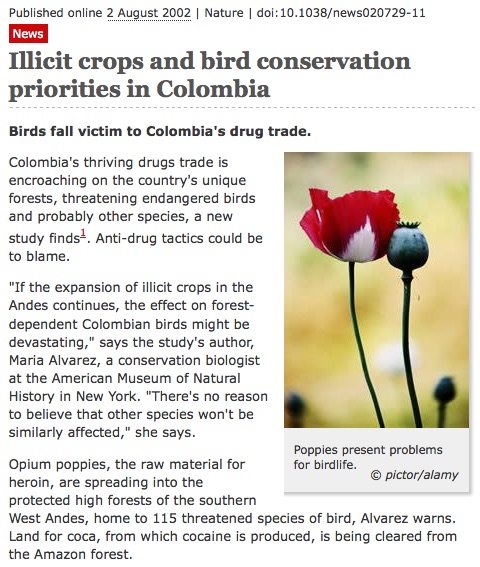 Published online 2 August 2002 | Nature | doi:10.1038/news020729-11
News
Illicit crops and bird conservation
priorities in Colombia
Birds fall victim to Colombia's drug trade.
Colombia's thriving drugs trade is
encroaching on the country's unique
forests, threatening endangered birds
and probably other species, a new
study finds1. Anti-drug tactics could be
to blame.
"If the expansion of illicit crops in the
Andes continues, the effect on forest-
dependent Colombian birds might be
devastating," says the study's author,
Maria Alvarez, a conservation biologist
at the American Museum of Natural
History in New York. "There's no reason
to believe that other species won't be
similarly affected," she says.
Poppies present problems
for birdlife.
© pictor/alamy
Opium poppies, the raw material for
heroin, are spreading into the
protected high forests of the southern
West Andes, home to 115 threatened species of bird, Alvarez warns.
Land for coca, from which cocaine is produced, is being cleared from
the Amazon forest.